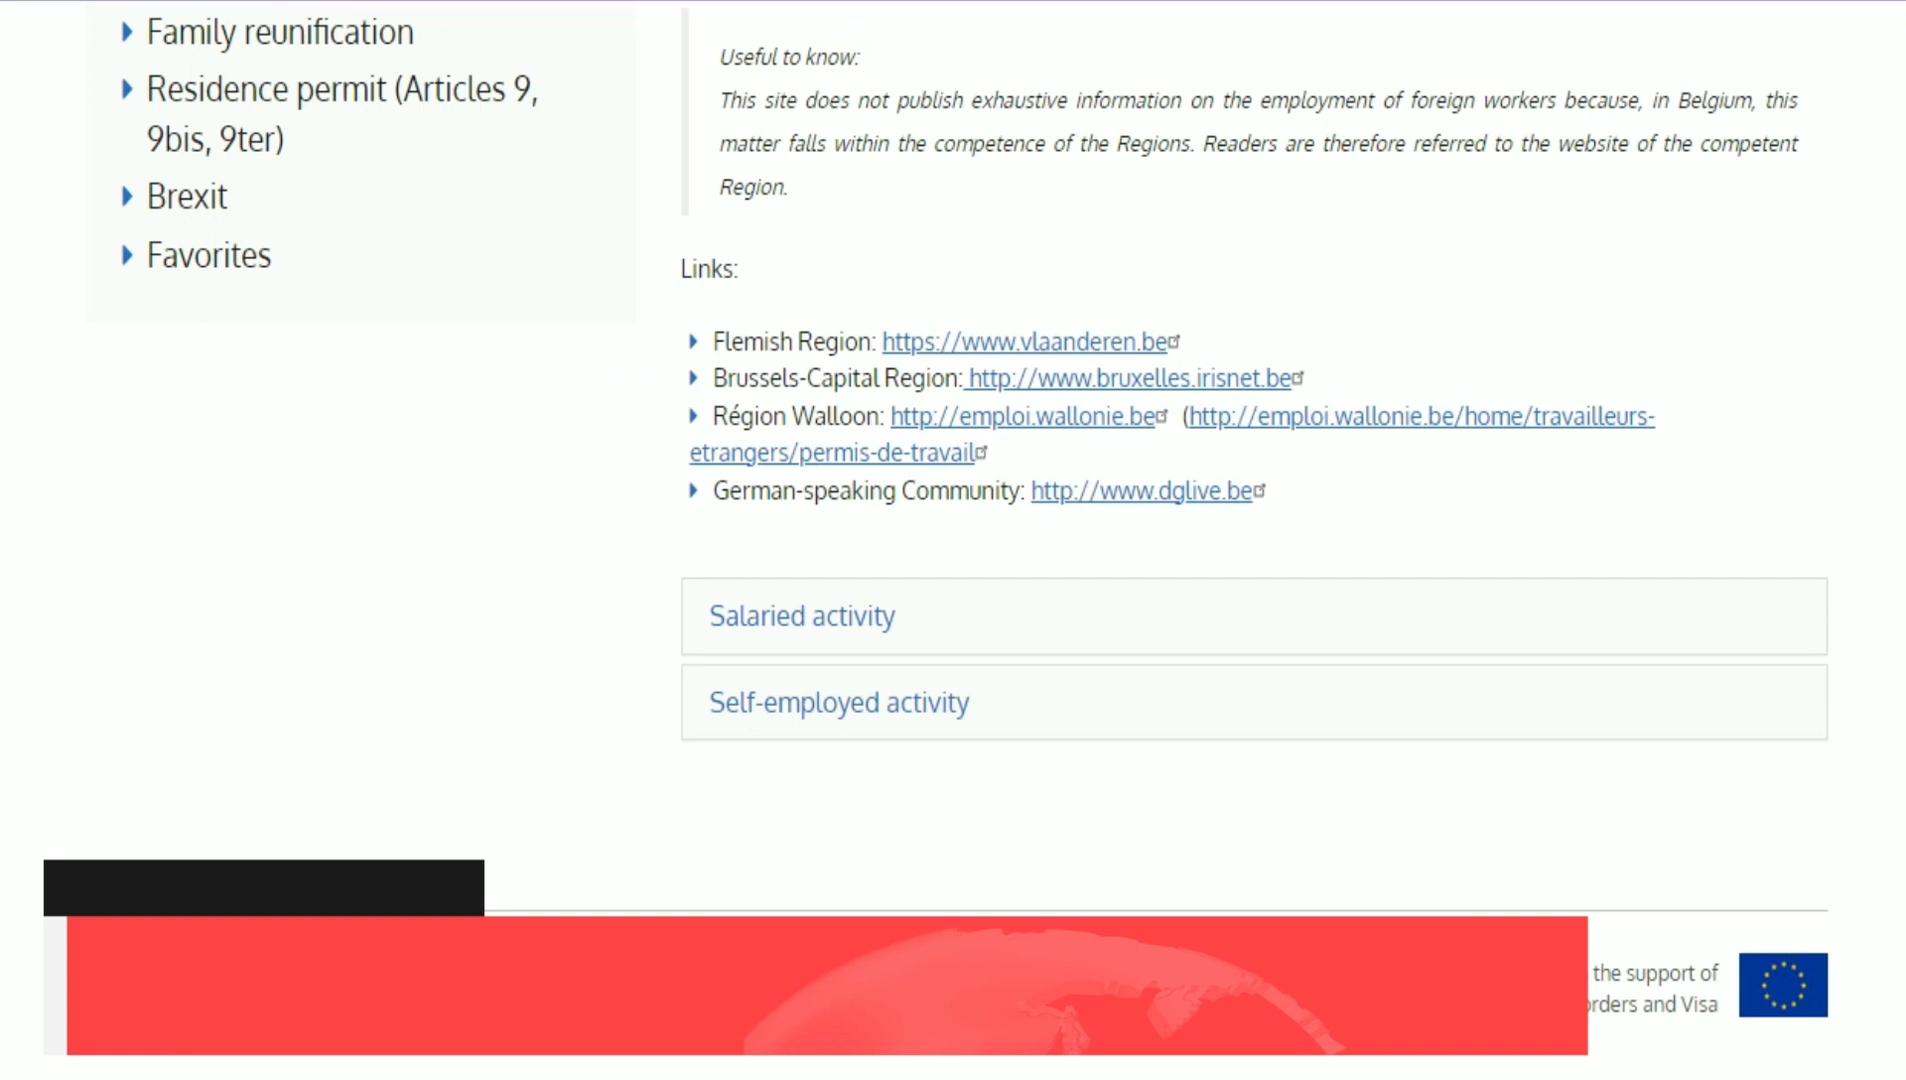 Family reunification
Residence permit (Articles 9,
9bis, 9ter)
Brexit
Favorites
Useful to know:
This site does not publish exhaustive information on the employment of foreign workers because, in Belgium, this
matter falls within the competence of the Regions. Readers are therefore referred to the website of the competent
Region.
Links:
Flemish Region: https://www.vlaanderen.be
Brussels-Capital Region: http://www.bruxelles.irisnet.be
Région Walloon: http://emploi.wallonie.be (http://emploi.wallonie.be/home/travailleurs-
etrangers/permis-de-travail
German-speaking Community: http://www.dglive.be
Salaried activity
Self-employed activity
the support of
orders and Visa